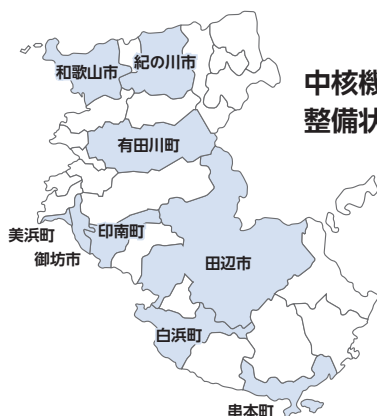 和歌山市
紀の川市
中核機
整備状
有田川町
美浜町
印南町
御坊市
田辺市
白浜町
串本町